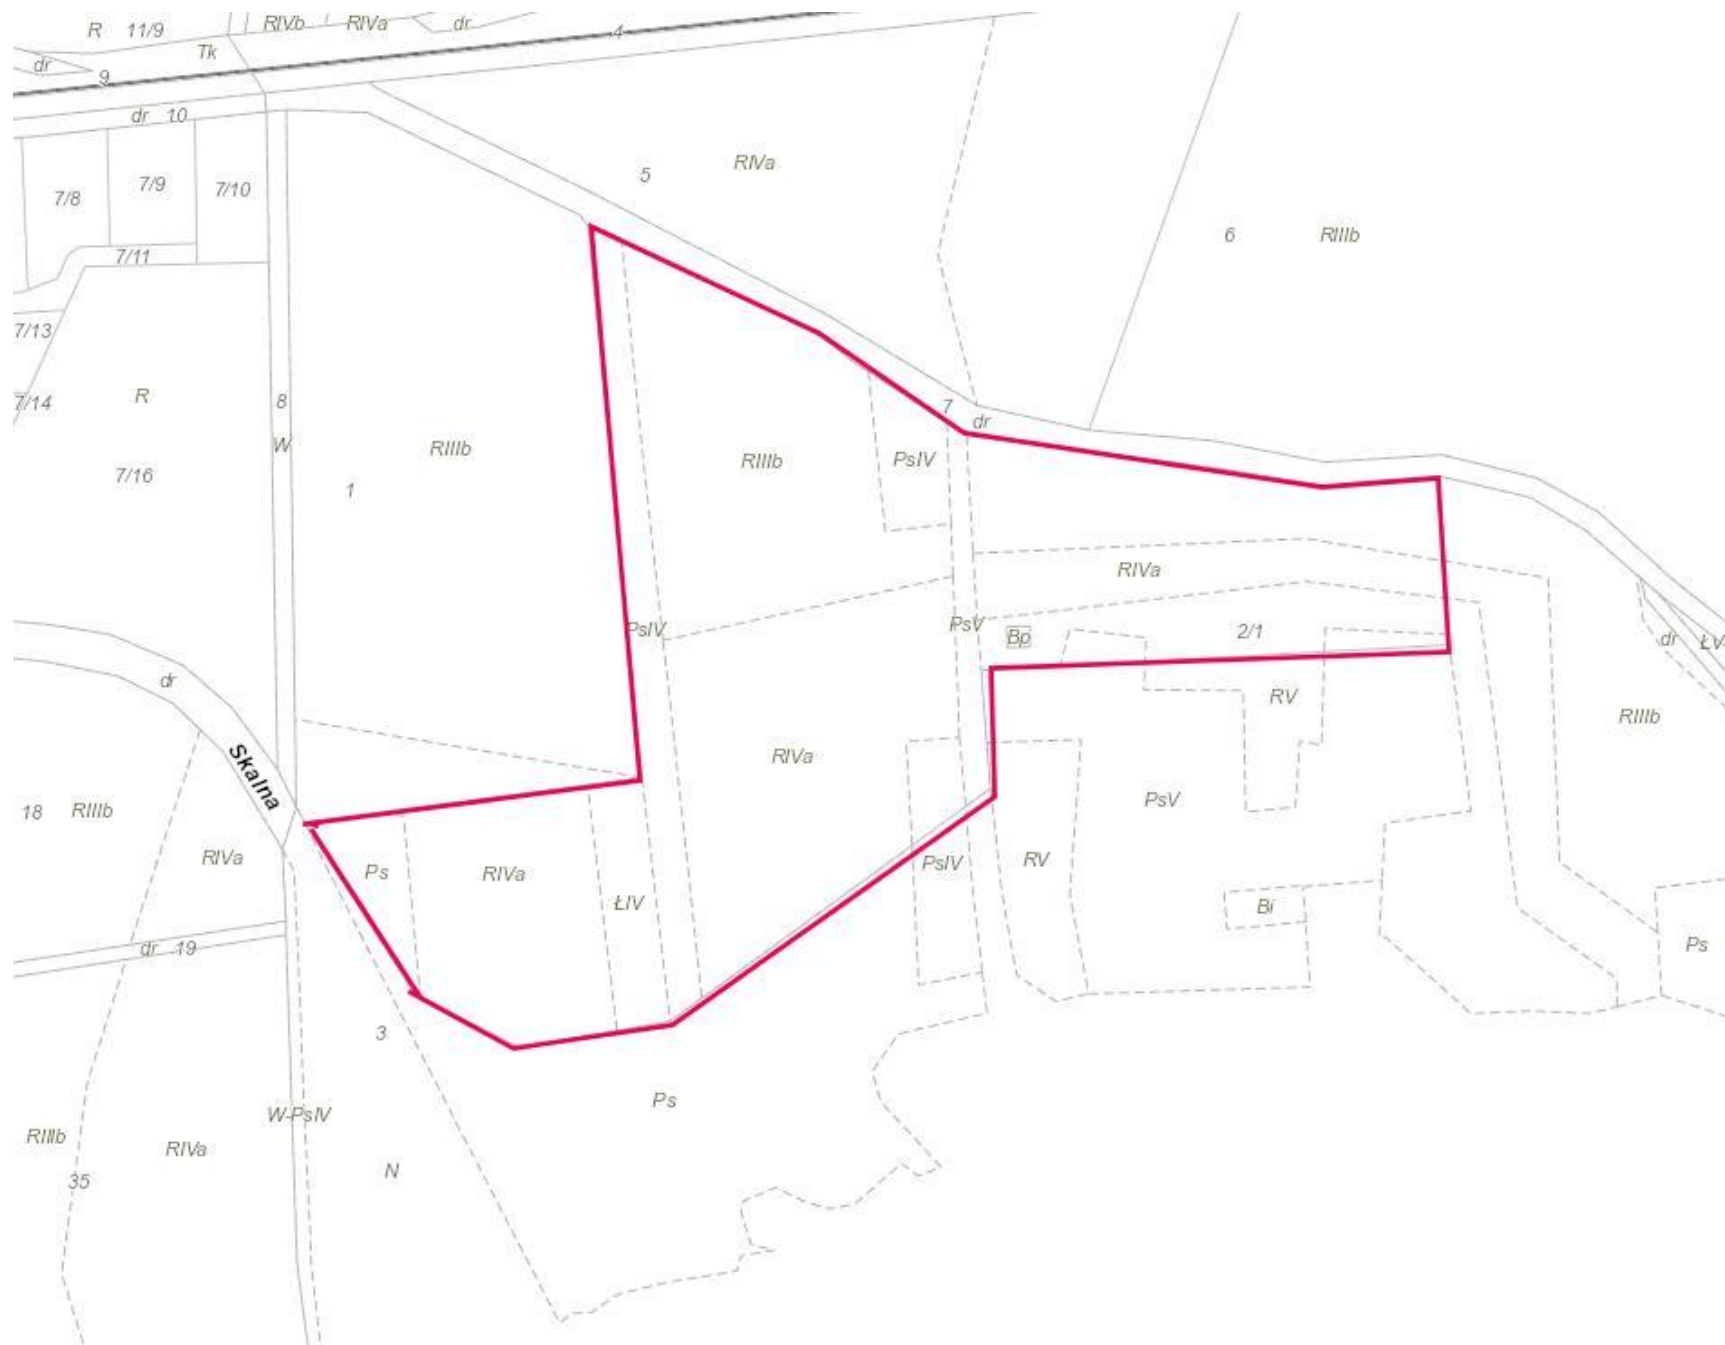 R 11/9
RIVb
RIVa
dr
4
Tk
dr
9
dr 10
7/8
7/9
7/10
7/11
7/13
7/14
R
7/16
8
W
1
RIIIb
5
RIVa
6
RIIIb
7
dr
RIIIb
PsIV
RIVa
PsIV
PsV
Bp
2/1
RV
RIIIb
dr
ŁV
dr
Skalna
18
RIIIb
RIVa
Ps
RIVa
ŁIV
RIVa
PsIV
RV
PsV
Bi
Ps
dr 19
3
Ps
W-PsIV
N
RIIIb
RIVa
35